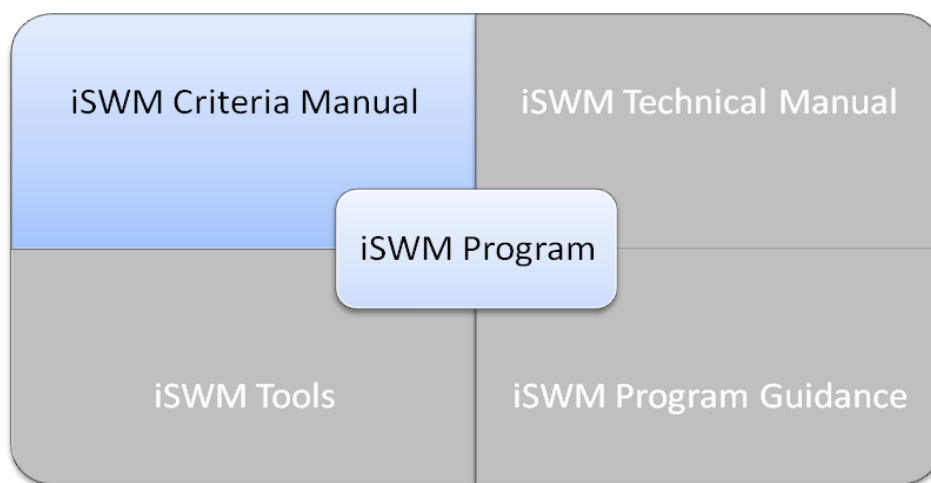 iSWM Criteria Manual
iSWM Technical Manual
iSWM Program
iSWM Tools
iSWM Program Guidance